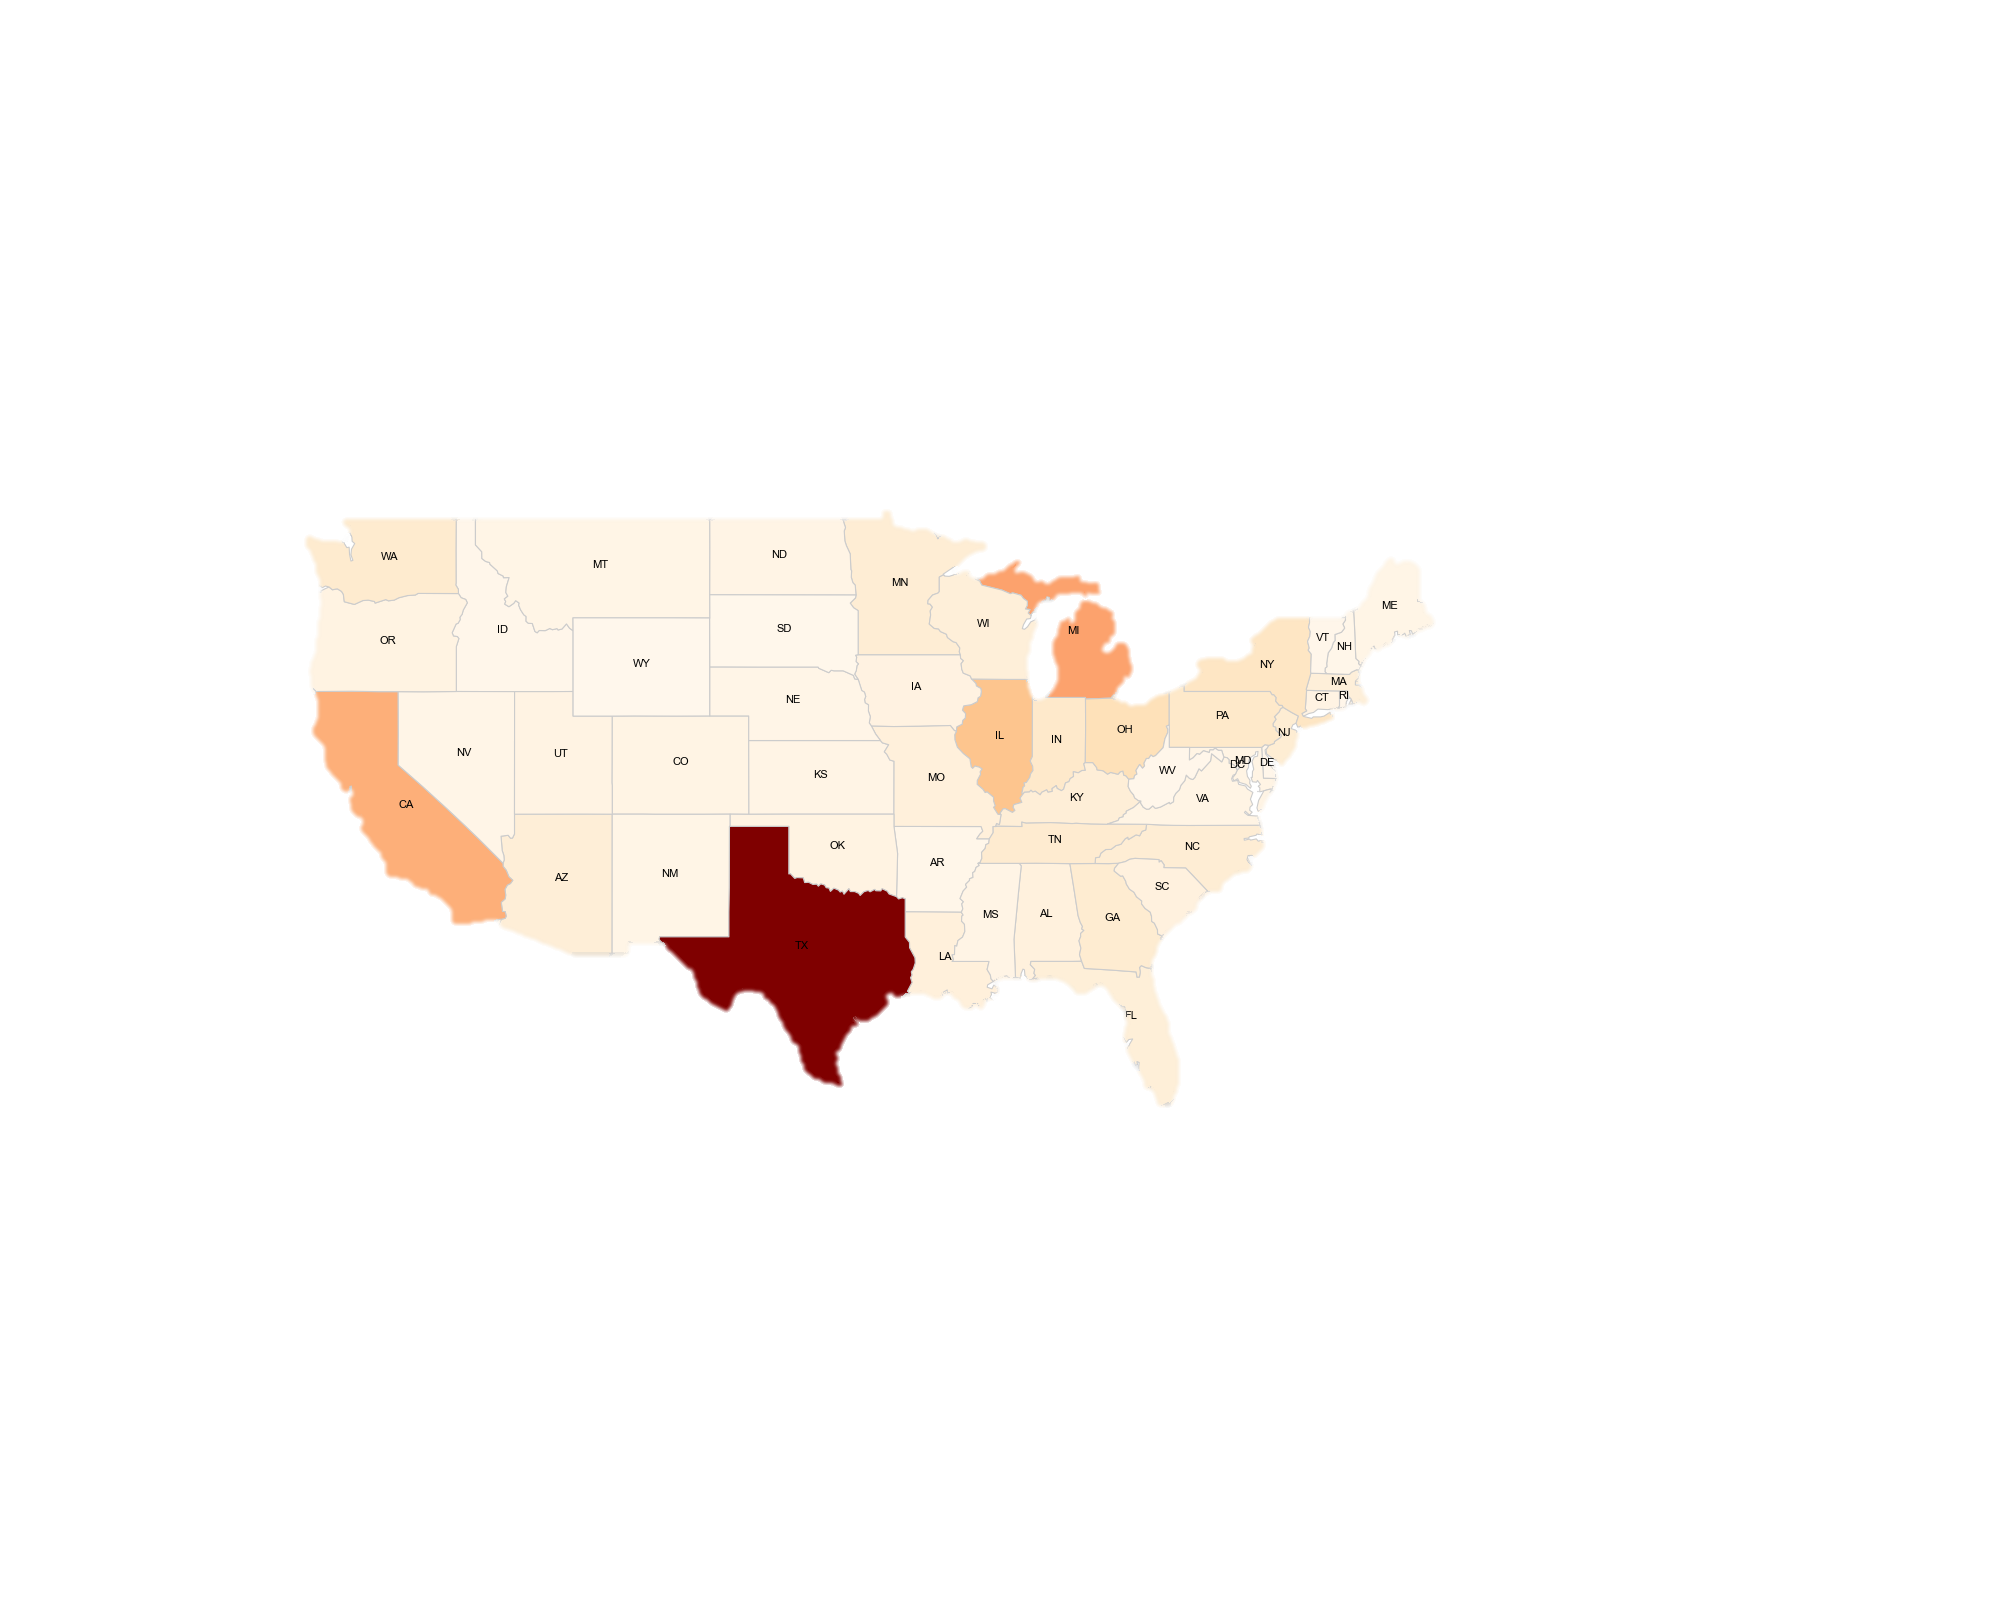 ND
WA
MT
MN
ME
WI
ID
SD
MI
VT
OR
NH
WY
NY
MA
IA
RI
CT
NE
PA
OH
NJ
IL
IN
NV
UT
CO
MD
DE
DC
WV
KS
MO
KY
VA
CA
TN
OK
NC
AR
NM
AZ
SC
AL
MS
GA
TX
LA
FL